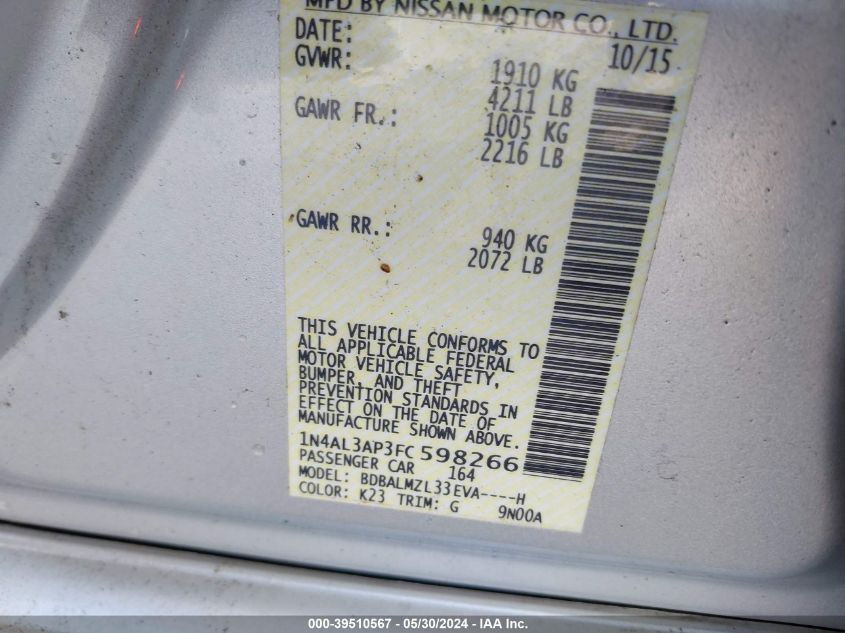 MFD BY NISSAN MOTOR CO., LTD.
DATE: 10/15
GVWR: 1910 KG
4211 LB
GAWR FR.: 1005 KG
2216 LB
GAWR RR.: 940 KG
2072 LB
THIS VEHICLE CONFORMS TO
ALL APPLICABLE FEDERAL
MOTOR VEHICLE SAFETY,
BUMPER, AND THEFT
PREVENTION STANDARDS IN
EFFECT ON THE DATE OF
MANUFACTURE SHOWN ABOVE.
1N4AL3AP3FC598266
PASSENGER CAR 164
MODEL: BDBALMZL33EVA----H
COLOR: K23 TRIM: G 9N00A
000-39510567 - 05/30/2024 - IAA Inc.